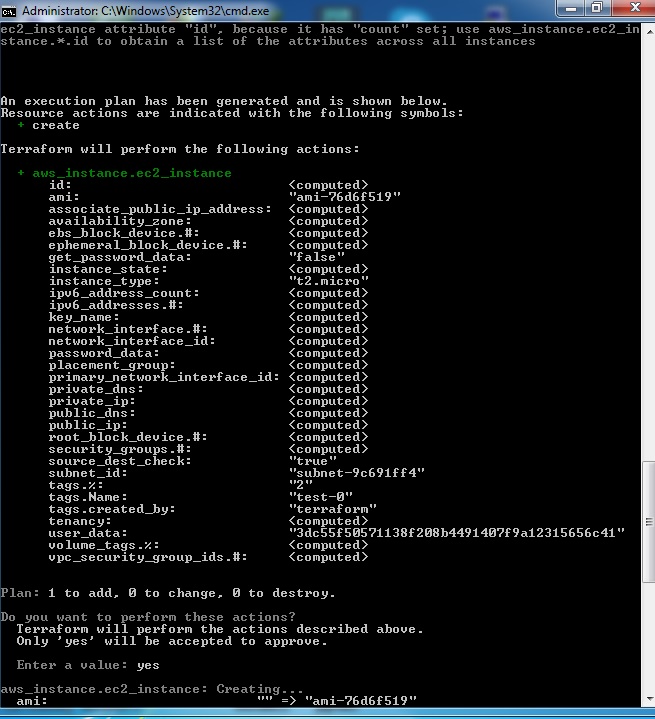 Administrator: C:\Windows\System32\cmd.exe
ec2_instance attribute "id", because it has "count" set; use aws_instance.ec2_in
stance.*.id to obtain a list of the attributes across all instances
An execution plan has been generated and is shown below.
Resource actions are indicated with the following symbols:
+ create
Terraform will perform the following actions:
+ aws_instance.ec2_instance
id: <computed>
ami: "ami-76d6f519"
associate_public_ip_address: <computed>
availability_zone: <computed>
ebs_block_device.#: <computed>
ephemeral_block_device.#: <computed>
get_password_data: "false"
instance_state: <computed>
instance_type: "t2.micro"
ipv6_address_count: <computed>
ipv6_addresses.#: <computed>
key_name: <computed>
network_interface.#: <computed>
network_interface_id: <computed>
password_data: <computed>
placement_group: <computed>
primary_network_interface_id: <computed>
private_dns: <computed>
private_ip: <computed>
public_dns: <computed>
public_ip: <computed>
root_block_device.#: <computed>
security_groups.#: <computed>
source_dest_check: "true"
subnet_id: "subnet-9c691ff4"
tags.%: "2"
tags.Name: "test-0"
tags.created_by: "terraform"
tenancy: <computed>
user_data: "3dc55f50571138f208b4491407f9a12315656c41"
volume_tags.%: <computed>
vpc_security_group_ids.#: <computed>
Plan: 1 to add, 0 to change, 0 to destroy.
Do you want to perform these actions?
Terraform will perform the actions described above.
Only 'yes' will be accepted to approve.
Enter a value: yes
aws_instance.ec2_instance: Creating...
ami: "" => "ami-76d6f519"